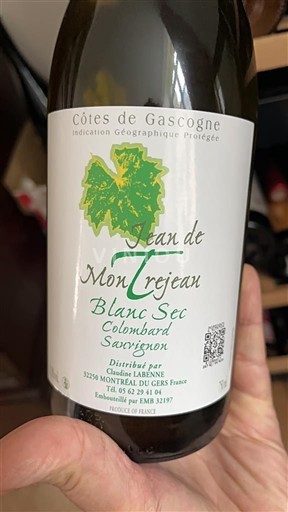 Côtes de Gascogne
Indication Géographique Protégée
Jean de
MonTrejeau
Blanc Sec
Colombard
Sauvignon
Distribué par
Claudine LABENNE
32250 MONTRÉAL DU GERS France
Tél. 05 62 29 41 04
Embouteillé par EMB 32197
PRODUCE OF FRANCE